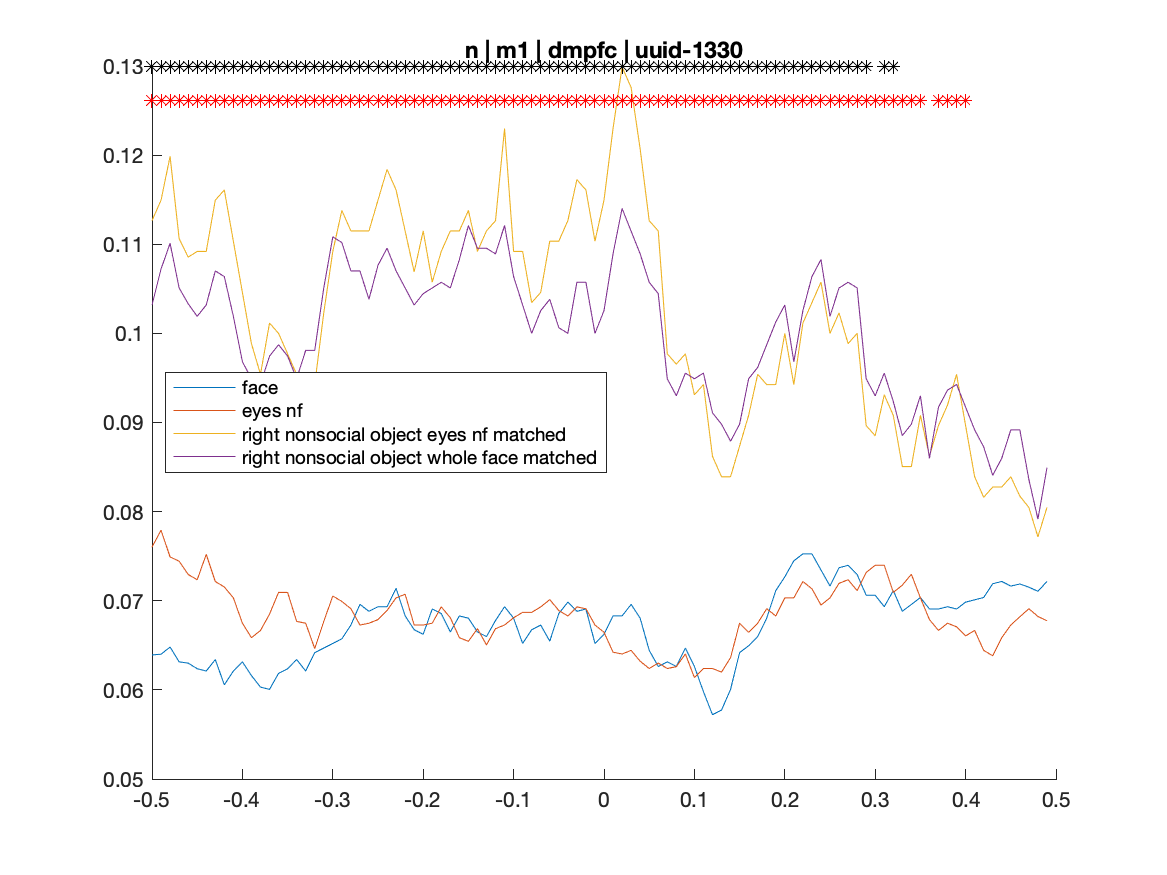 n | m1 | dmpfc | uuid-1330
0.13
0.12
0.11
0.1
0.09
0.08
0.07
0.06
0.05
face
eyes nf
right nonsocial object eyes nf matched
right nonsocial object whole face matched
-0.5 -0.4 -0.3 -0.2 -0.1 0 0.1 0.2 0.3 0.4 0.5